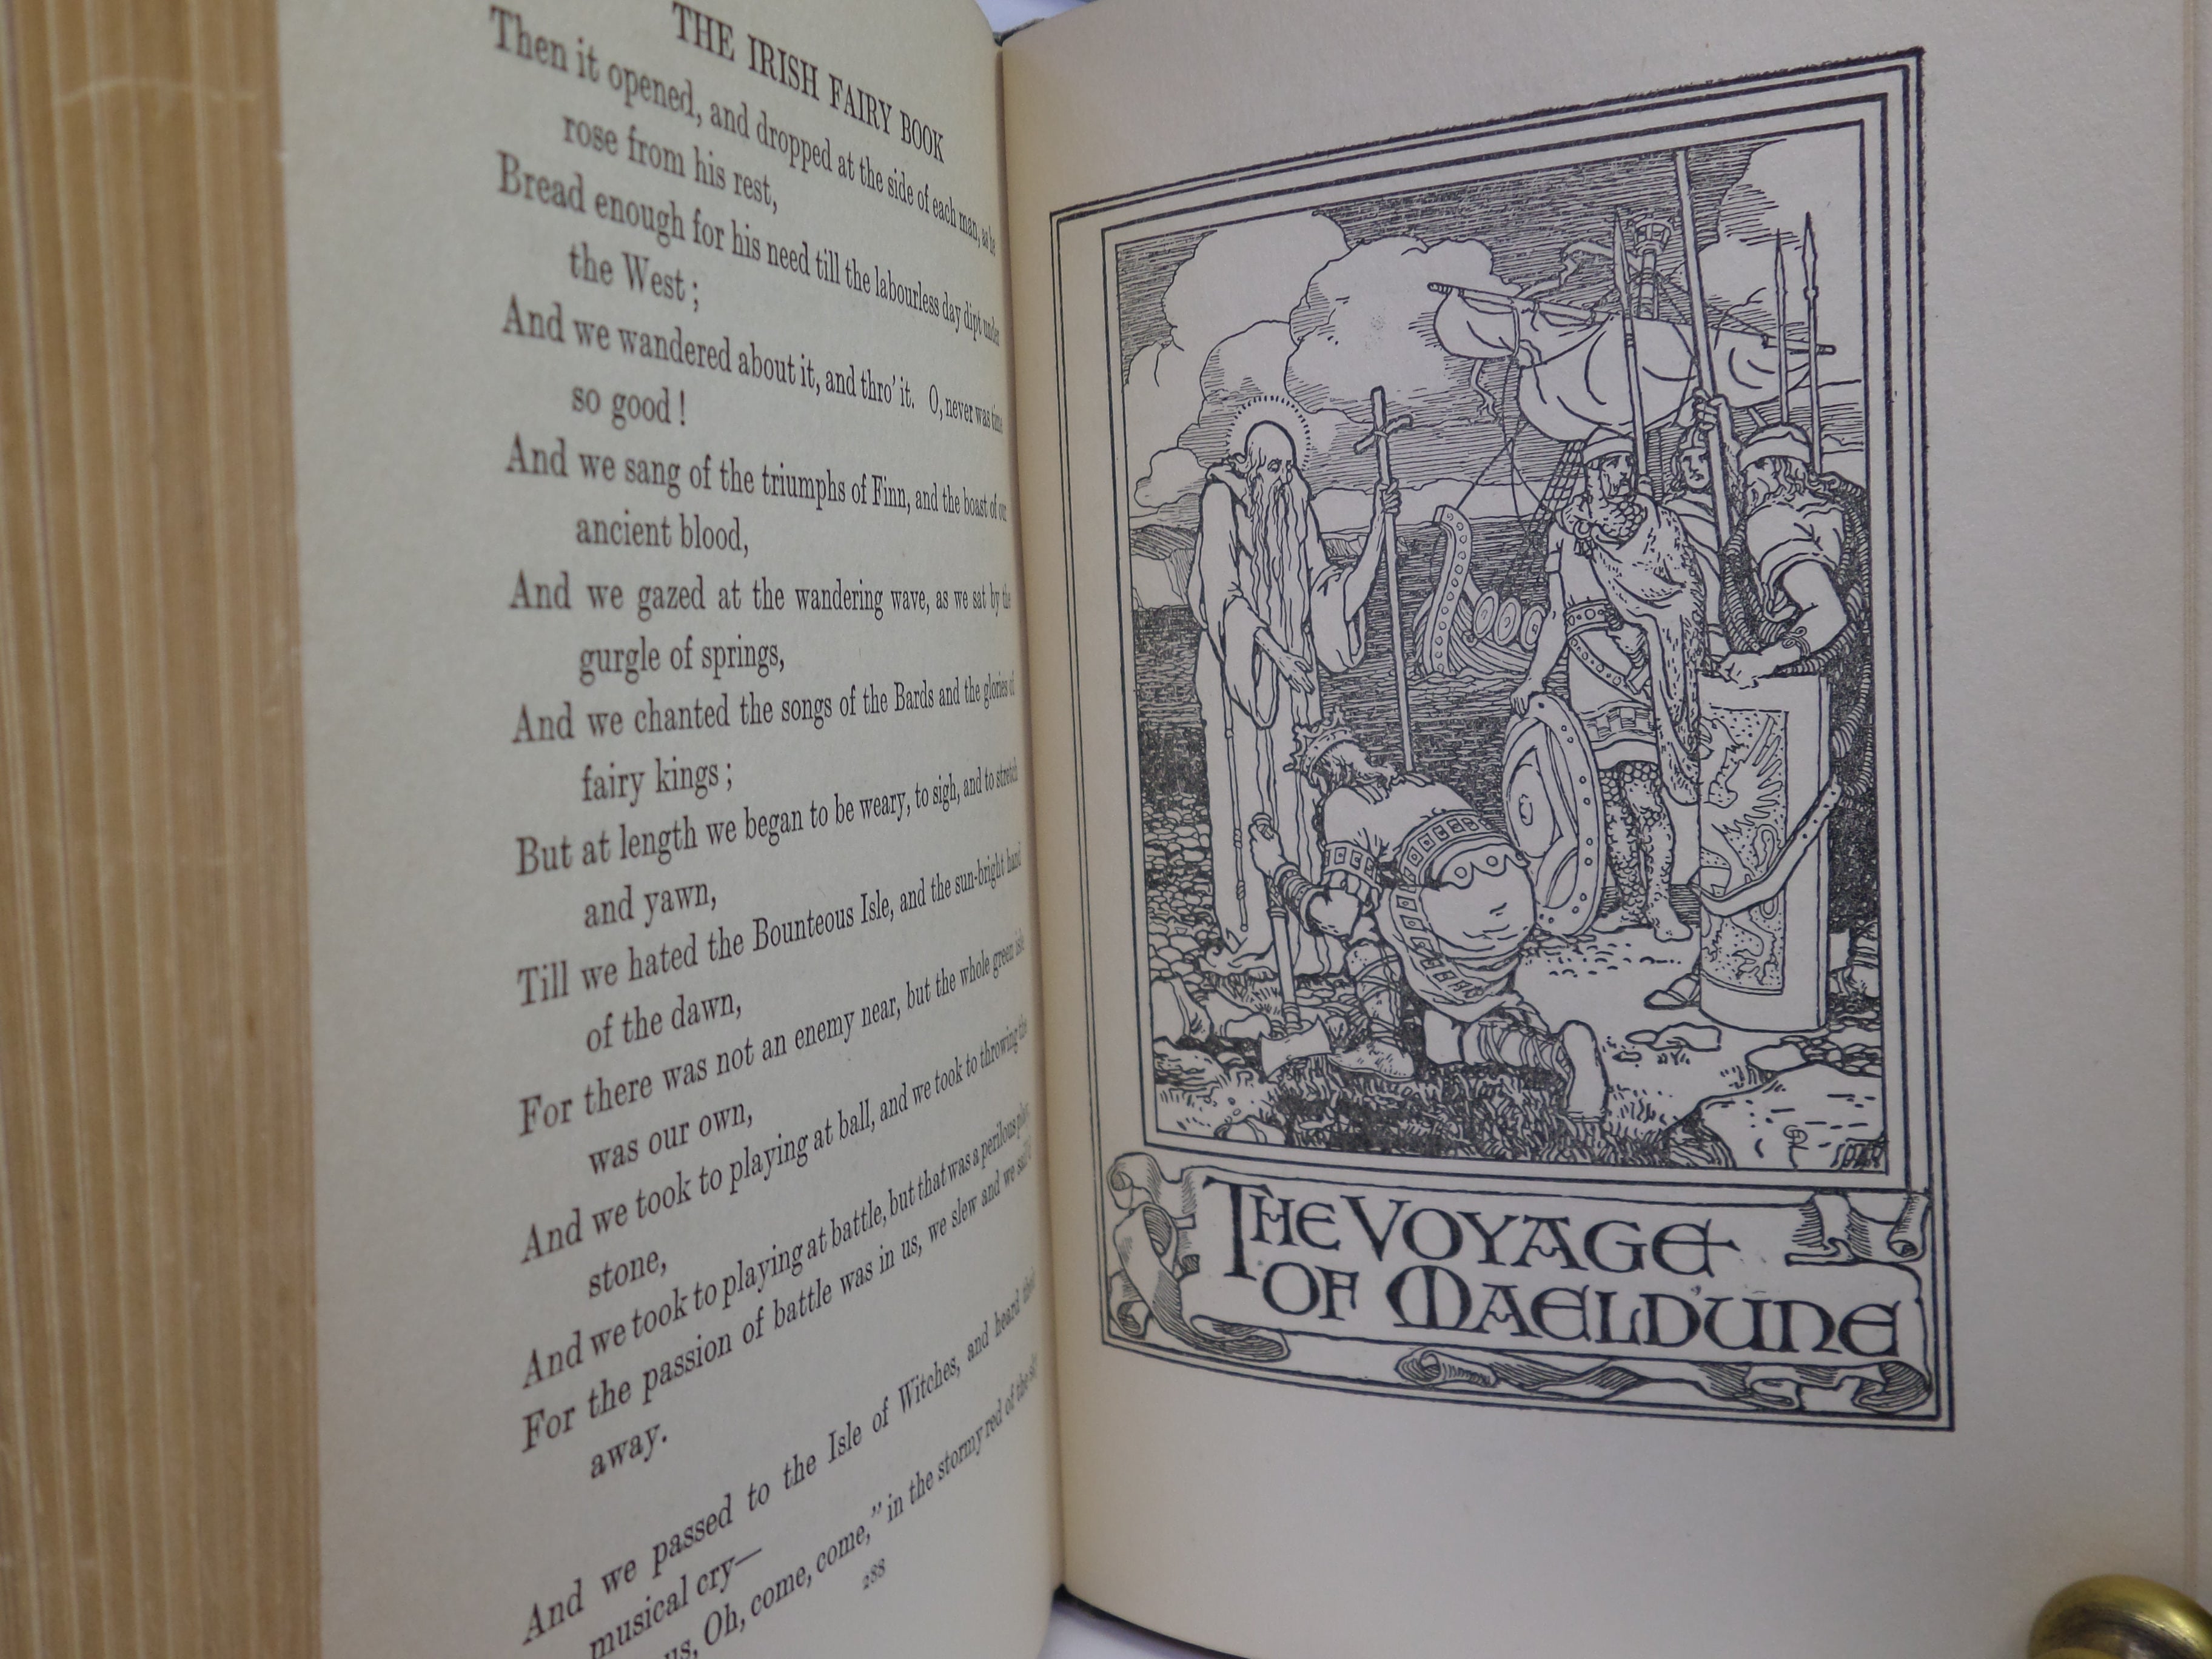 THE IRISH FAIRY BOOK
Then it opened, and dropped at the side of each man, as he
rose from his rest,
Bread enough for his need till the labourless day dipt under
the West ;
And we wandered about it, and thro' it. O, never was time
so good !
And we sang of the triumphs of Finn, and the boast of our
ancient blood,
And we gazed at the wandering wave, as we sat by the
gurgle of springs,
And we chanted the songs of the Bards and the glories of
fairy kings ;
But at length we began to be weary, to sigh, and to stretch
and yawn,
Till we hated the Bounteous Isle, and the sun-bright hand
of the dawn,
For there was not an enemy near, but the whole green isle
was our own,
And we took to playing at ball, and we took to throwing the
stone,
And we took to playing at battle, but that was a perilous play,
For the passion of battle was in us, we slew and we
away.
And we passed to the Isle of Witches, and heard their
musical cry—
us, Oh, come, come, come," in the stormy red of the
288
THE VOYAGE
OF MAELDUNE